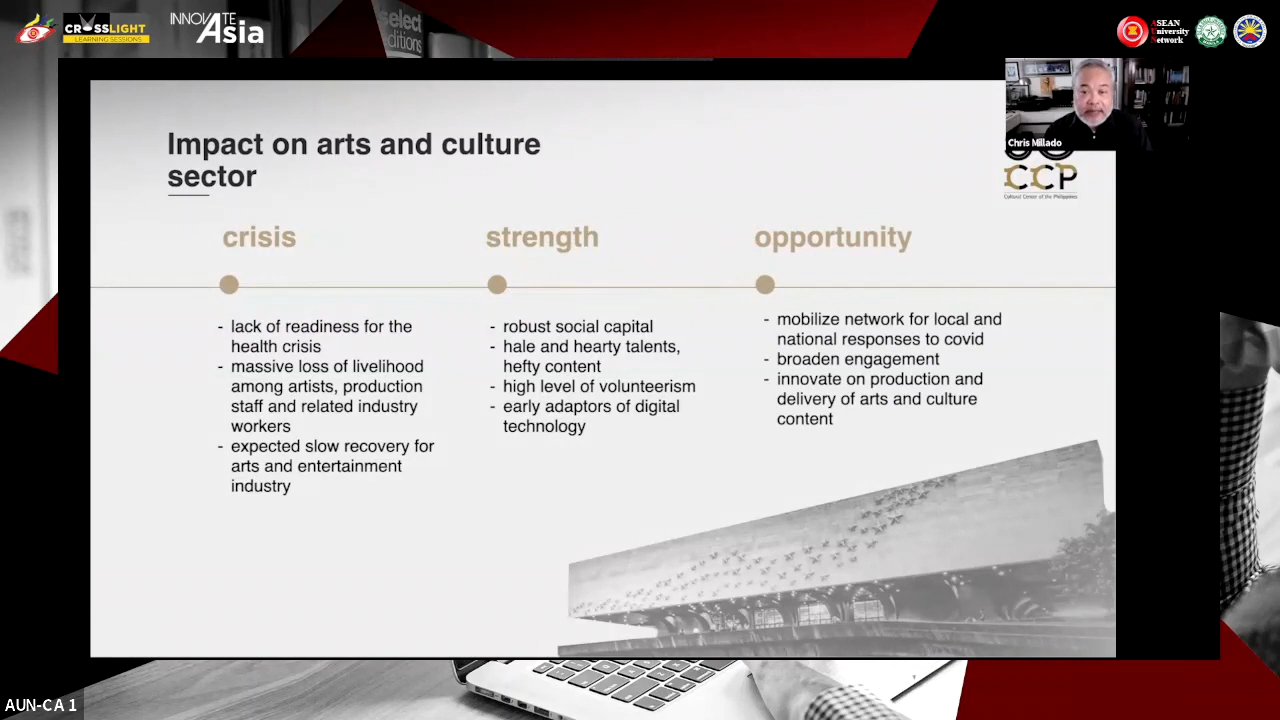 CROSSLIGHT
LEARNING SESSIONS
INNOVATE
Asia
select
ditions
ASEAN
University
Network
Chris Millado
CCP
Cultural Center of the Philippines
Impact on arts and culture
sector
crisis
- lack of readiness for the
health crisis
- massive loss of livelihood
among artists, production
staff and related industry
workers
- expected slow recovery for
arts and entertainment
industry
strength
- robust social capital
- hale and hearty talents,
hefty content
- high level of volunteerism
- early adaptors of digital
technology
opportunity
- mobilize network for local and
national responses to covid
- broaden engagement
- innovate on production and
delivery of arts and culture
content
AUN-CA 1